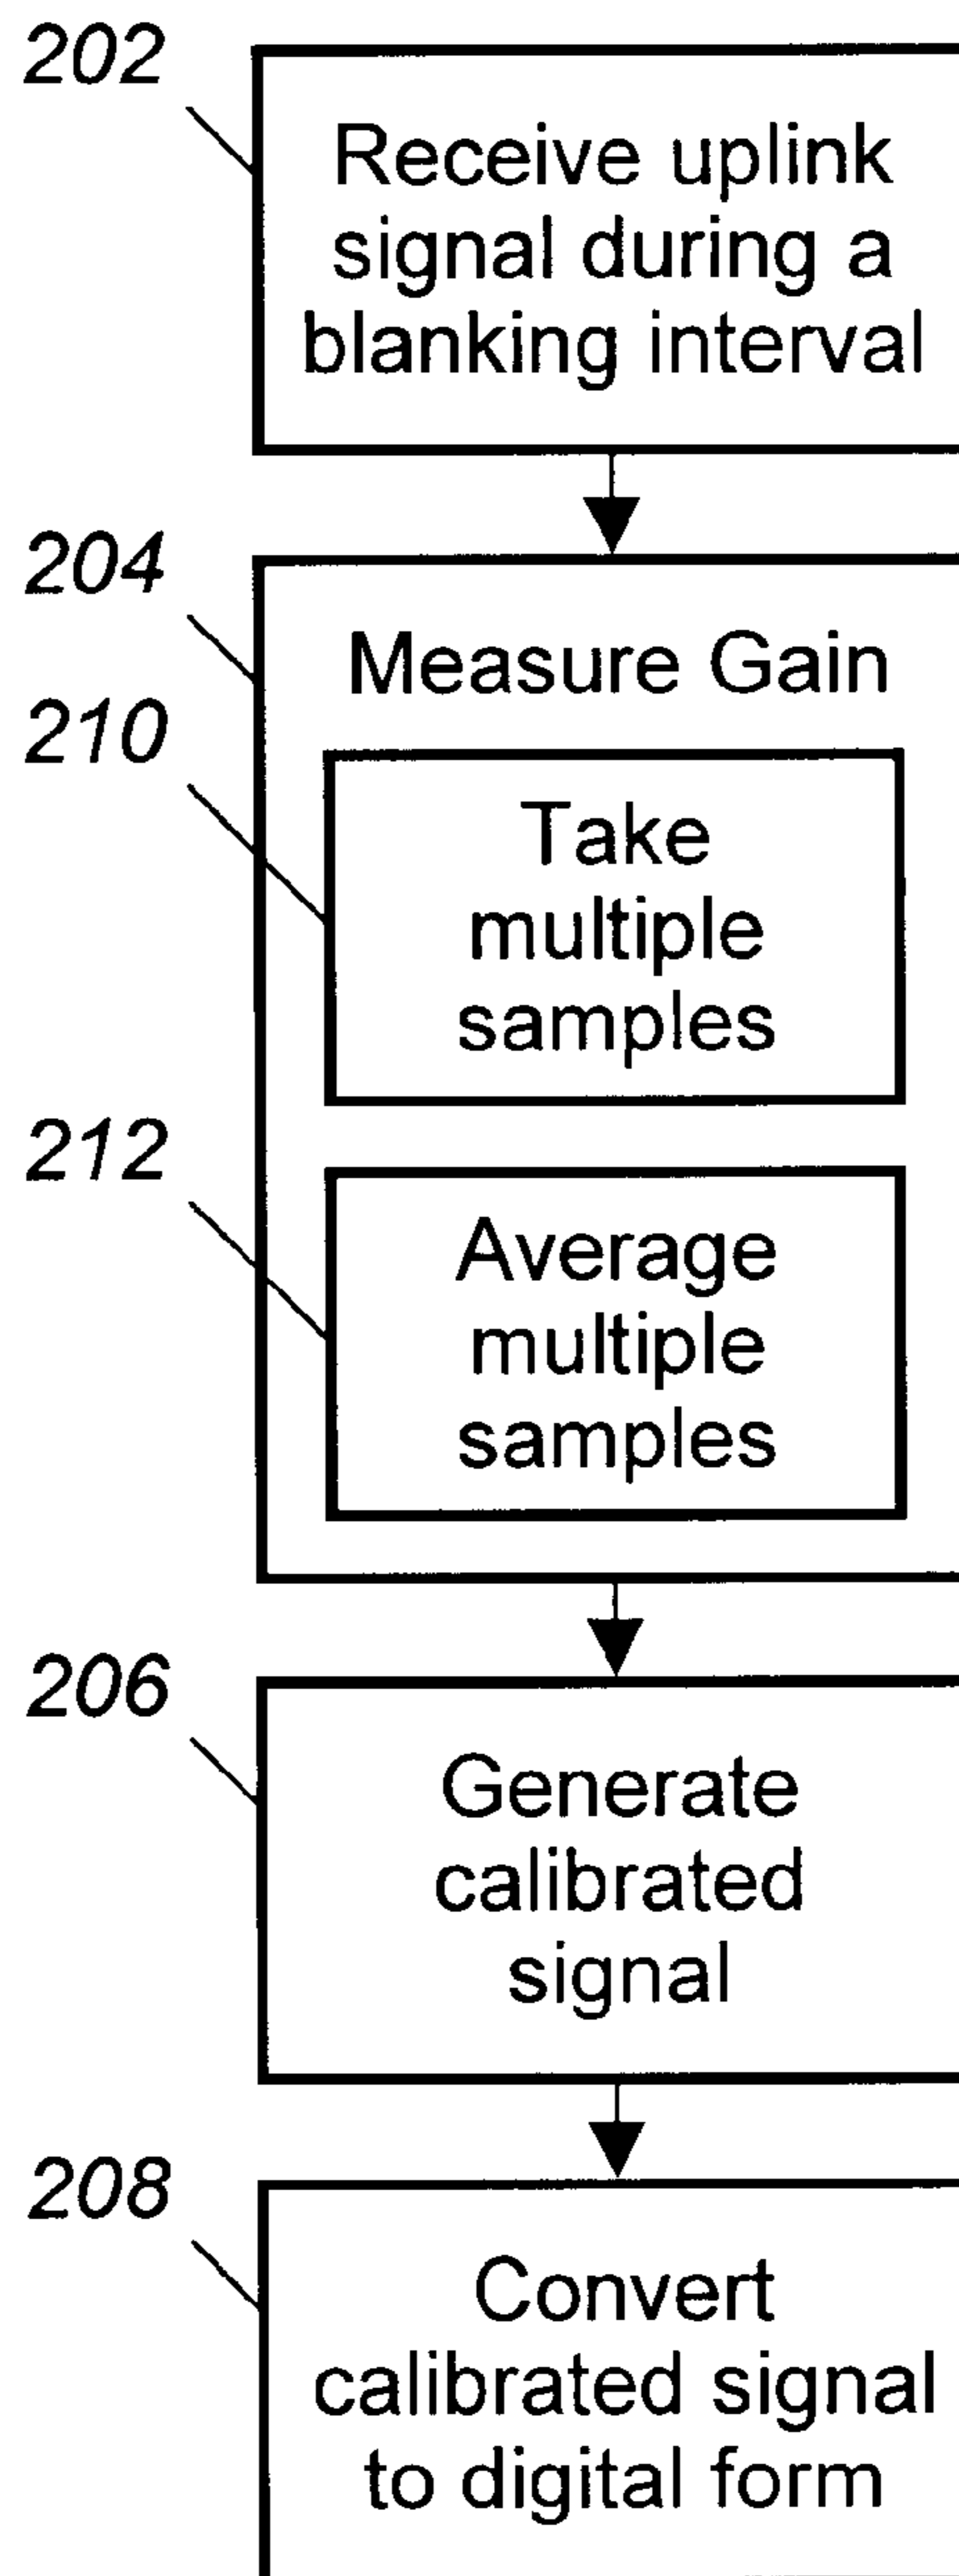 202
Receive uplink
signal during a
blanking interval
204
Measure Gain
210
Take
multiple
samples
212
Average
multiple
samples
206
Generate
calibrated
signal
208
Convert
calibrated signal
to digital form